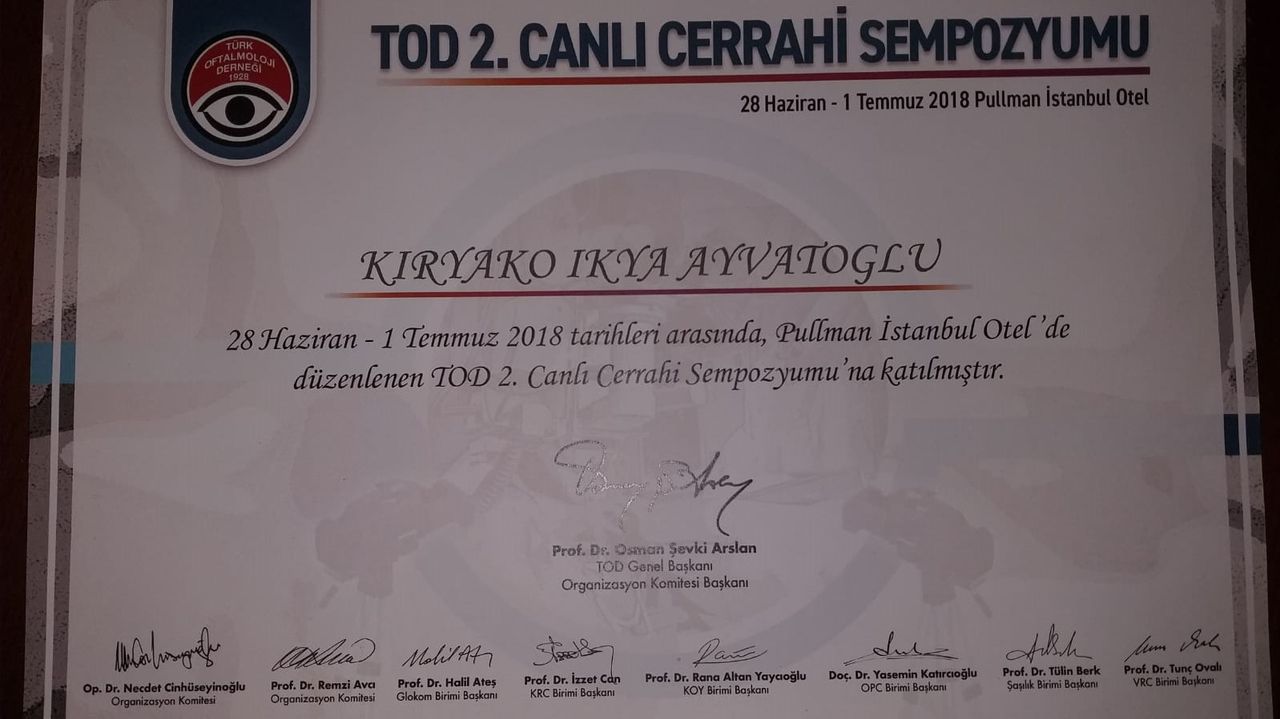 TÜRK
OFTALMOLOJİ
DERNEĞİ
1928
TOD 2. CANLI CERRAHİ SEMPOZYUMU
28 Haziran - 1 Temmuz 2018 Pullman İstanbul Otel
KIRYAKO IKYA AYVATOGLU
28 Haziran - 1 Temmuz 2018 tarihleri arasında, Pullman İstanbul Otel'de
düzenlenen TOD 2. Canlı Cerrahi Sempozyumu'na katılmıştır.
Prof. Dr. Osman Şevki Arslan
TOD Genel Başkanı
Organizasyon Komitesi Başkanı
Op. Dr. Necdet Cinhüseyinoğlu
Organizasyon Komitesi
Prof. Dr. Remzi Avcı
Organizasyon Komitesi
Prof. Dr. Halil Ateş
Glokom Birimi Başkanı
Prof. Dr. İzzet Can
KRC Birimi Başkanı
Prof. Dr. Rana Altan Yaycıoğlu
KOY Birimi Başkanı
Doç. Dr. Yasemin Katırcıoğlu
OPC Birimi Başkanı
Prof. Dr. Tülin Berk
Şaşılık Birimi Başkanı
Prof. Dr. Tunç Ovalı
VRC Birimi Başkanı